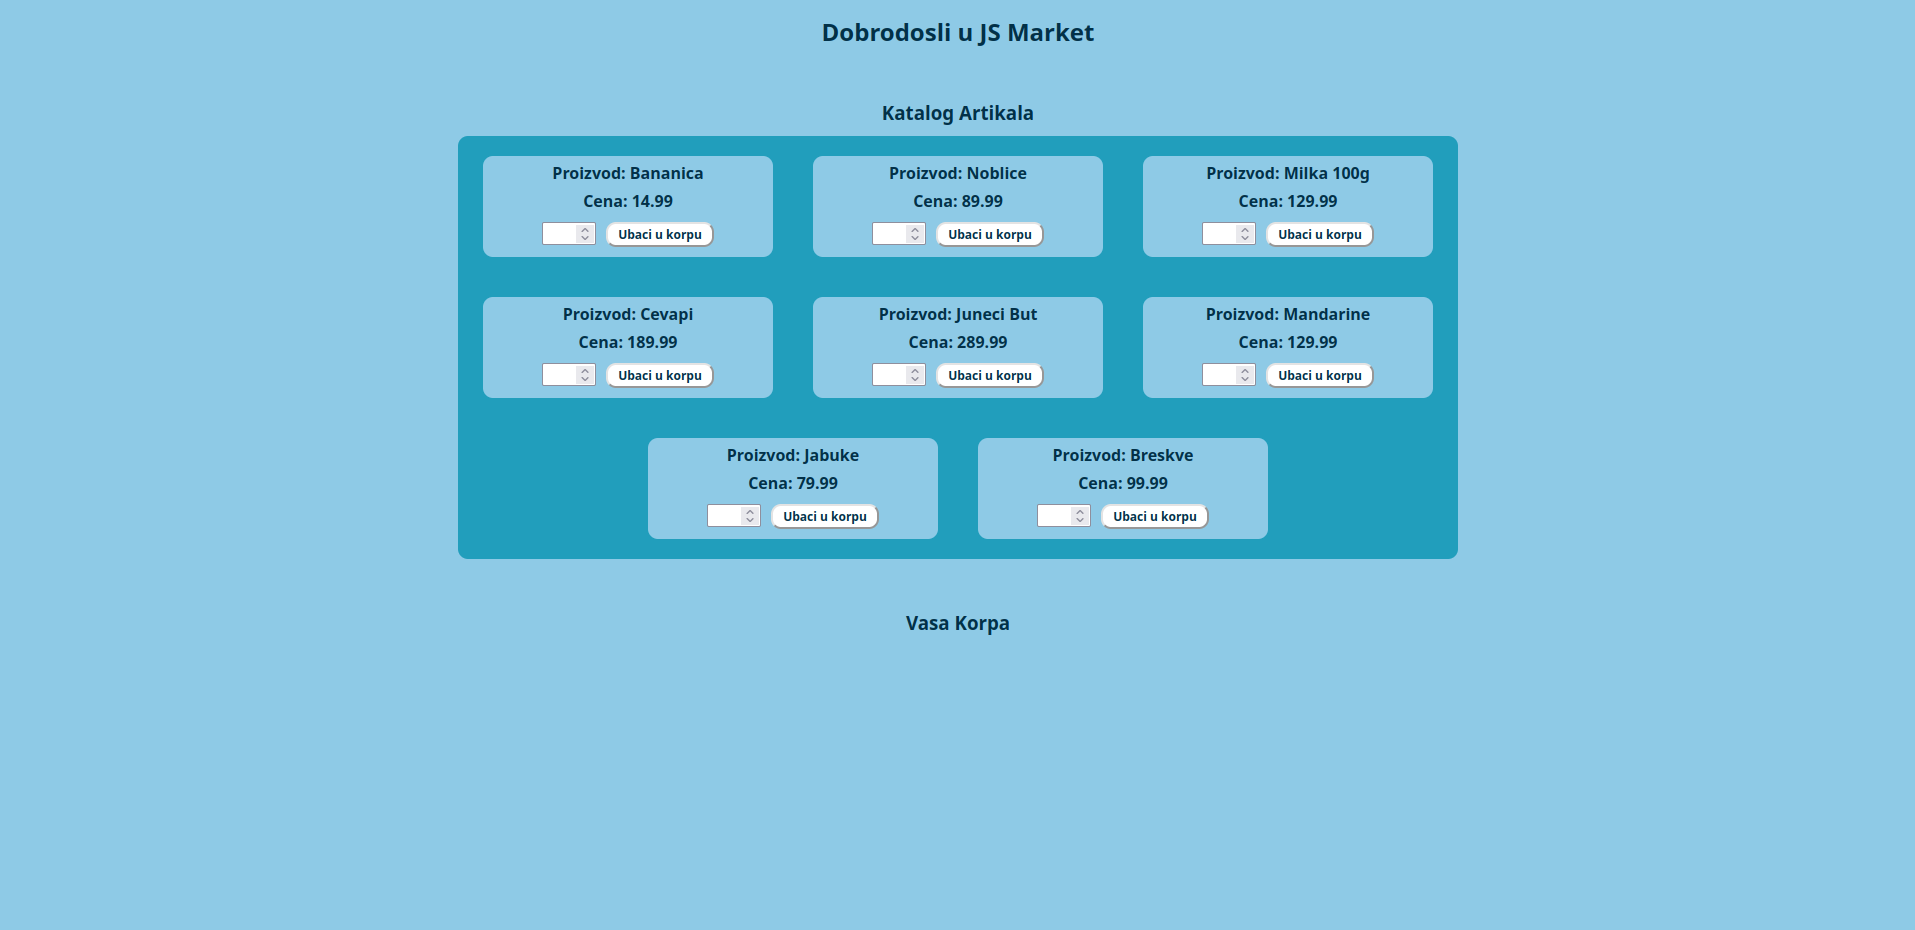 Dobrodosli u JS Market
Katalog Artikala
Proizvod: Bananica
Cena: 14.99
Ubaci u korpu
Proizvod: Noblice
Cena: 89.99
Ubaci u korpu
Proizvod: Milka 100g
Cena: 129.99
Ubaci u korpu
Proizvod: Cevapi
Cena: 189.99
Ubaci u korpu
Proizvod: Juneci But
Cena: 289.99
Ubaci u korpu
Proizvod: Mandarine
Cena: 129.99
Ubaci u korpu
Proizvod: Jabuke
Cena: 79.99
Ubaci u korpu
Proizvod: Breskve
Cena: 99.99
Ubaci u korpu
Vasa Korpa